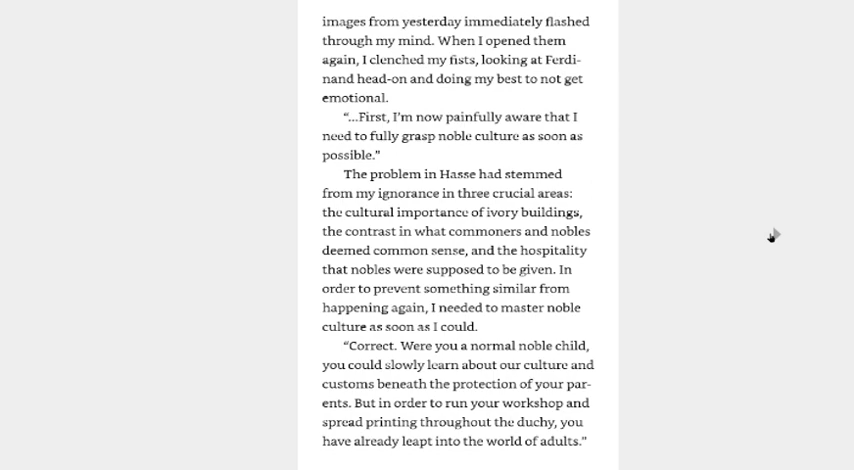 images from yesterday immediately flashed
through my mind. When I opened them
again, I clenched my fists, looking at Ferdi-
nand head-on and doing my best to not get
emotional.
“...First, I’m now painfully aware that I
need to fully grasp noble culture as soon as
possible.”
The problem in Hasse had stemmed
from my ignorance in three crucial areas:
the cultural importance of ivory buildings,
the contrast in what commoners and nobles
deemed common sense, and the hospitality
that nobles were supposed to be given. In
order to prevent something similar from
happening again, I needed to master noble
culture as soon as I could.
“Correct. Were you a normal noble child,
you could slowly learn about our culture and
customs beneath the protection of your par-
ents. But in order to run your workshop and
spread printing throughout the duchy, you
have already leapt into the world of adults.”